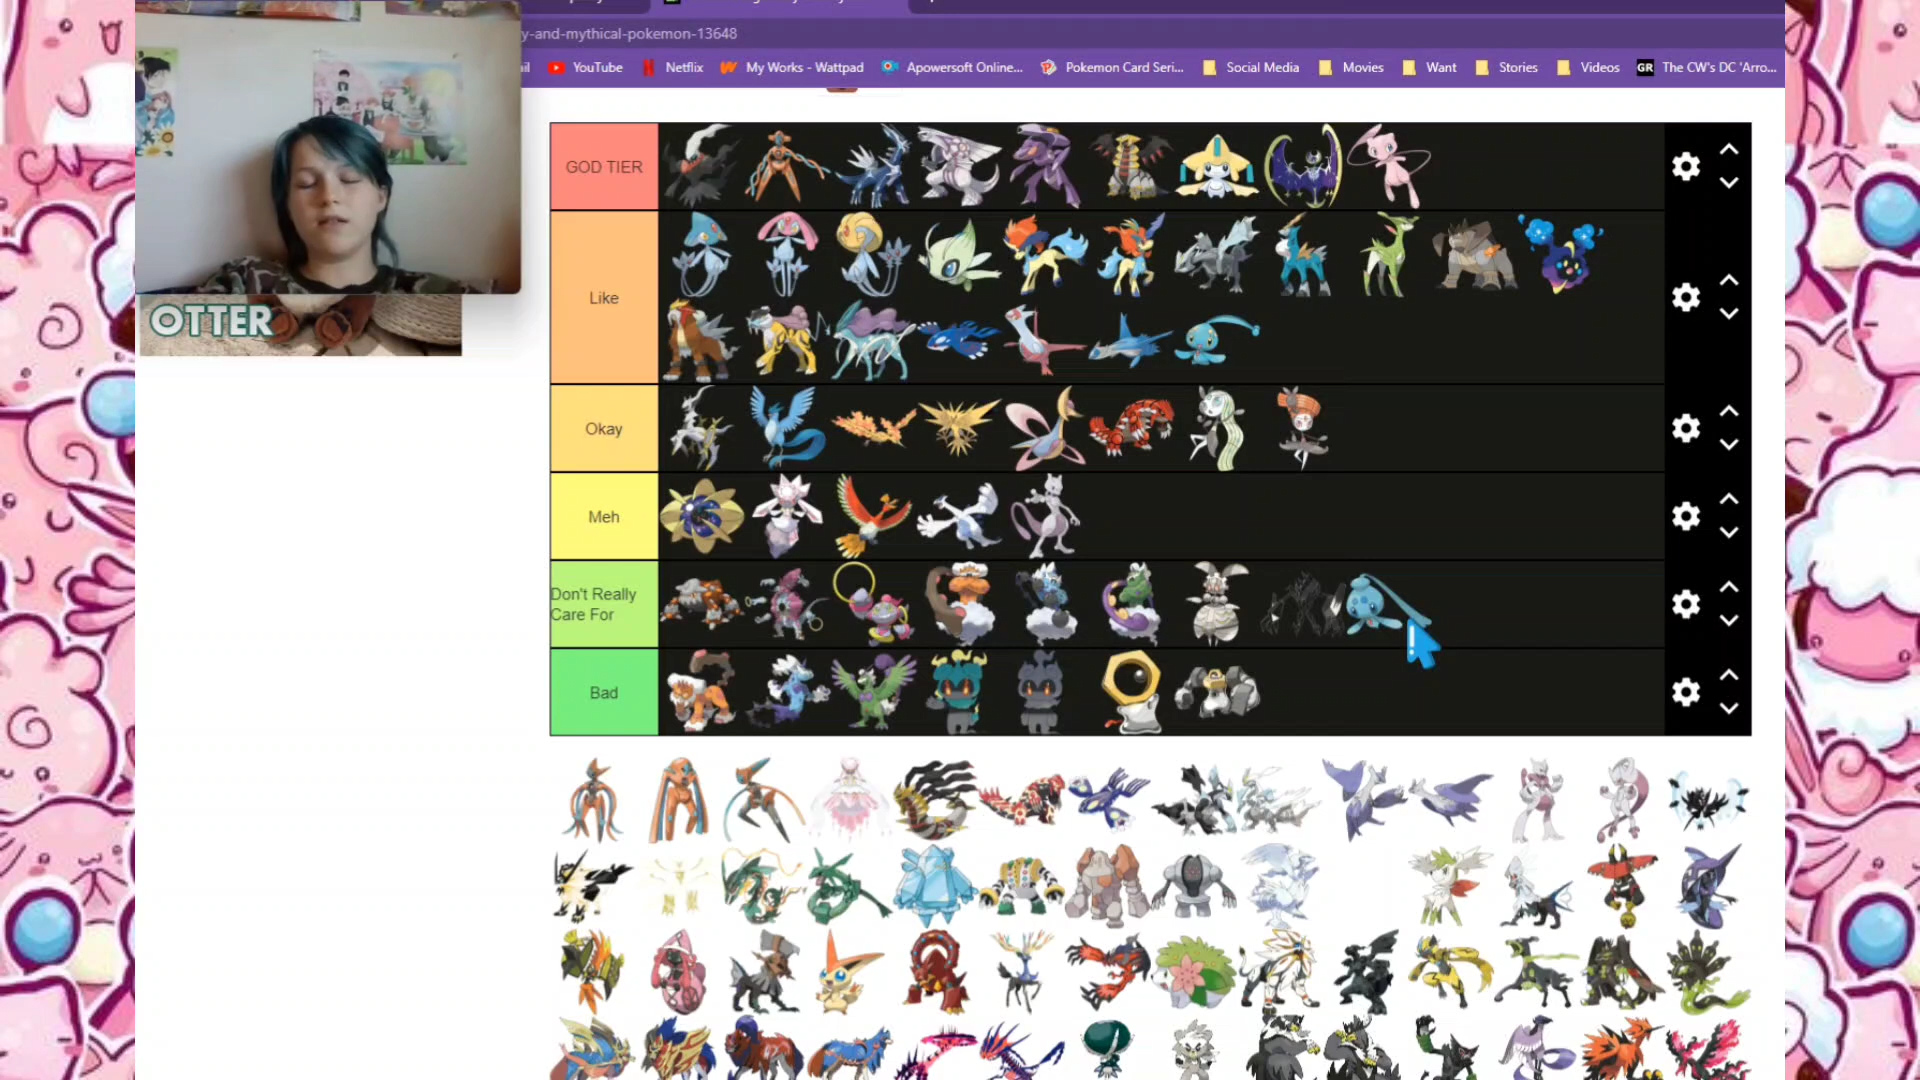 y-and-mythical-pokemon-13648
il YouTube Netflix My Works - Wattpad Apowersoft Online... Pokemon Card Seri... Social Media Movies Want Stories Videos GR The CW's DC 'Arro...
OTTER
GOD TIER
Like
Okay
Meh
Don't Really
Care For
Bad